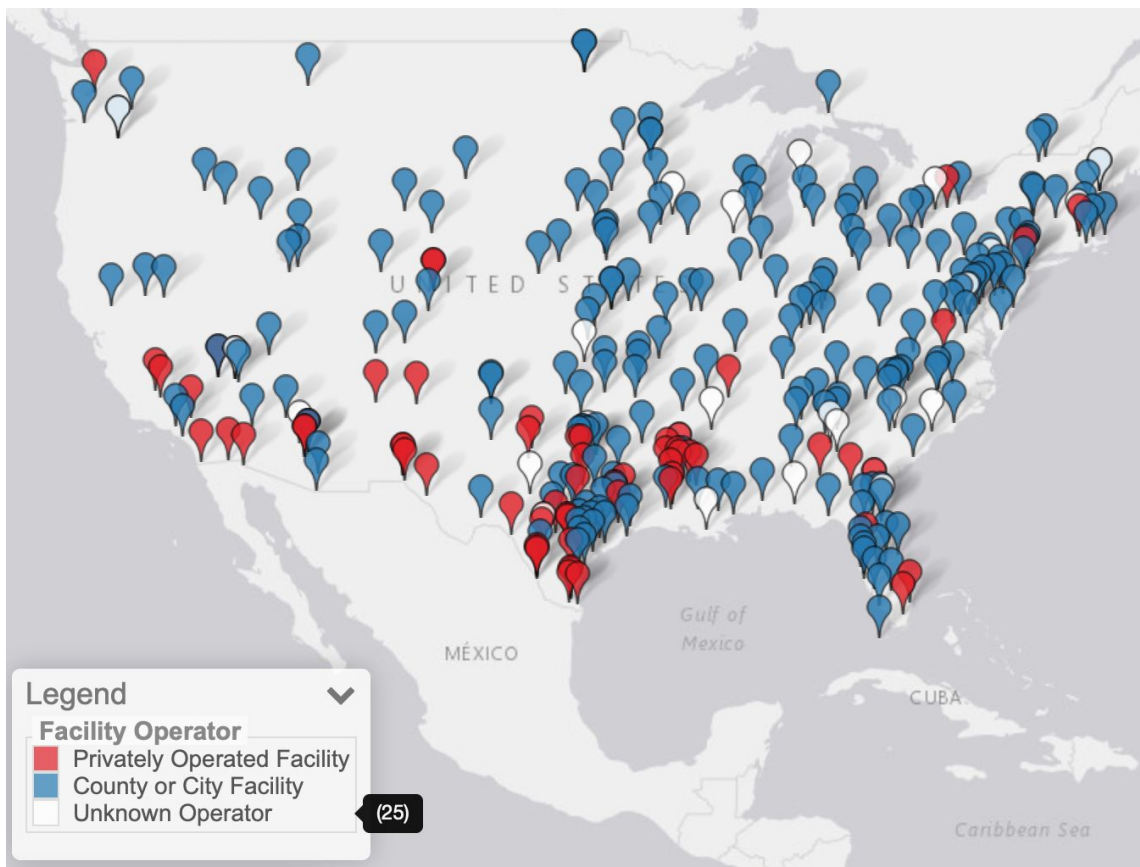 UNITED STATES
Gulf of
Mexico
MÉXICO
CUBA
Caribbean Sea
Legend
Facility Operator
Privately Operated Facility
County or City Facility
Unknown Operator
(25)